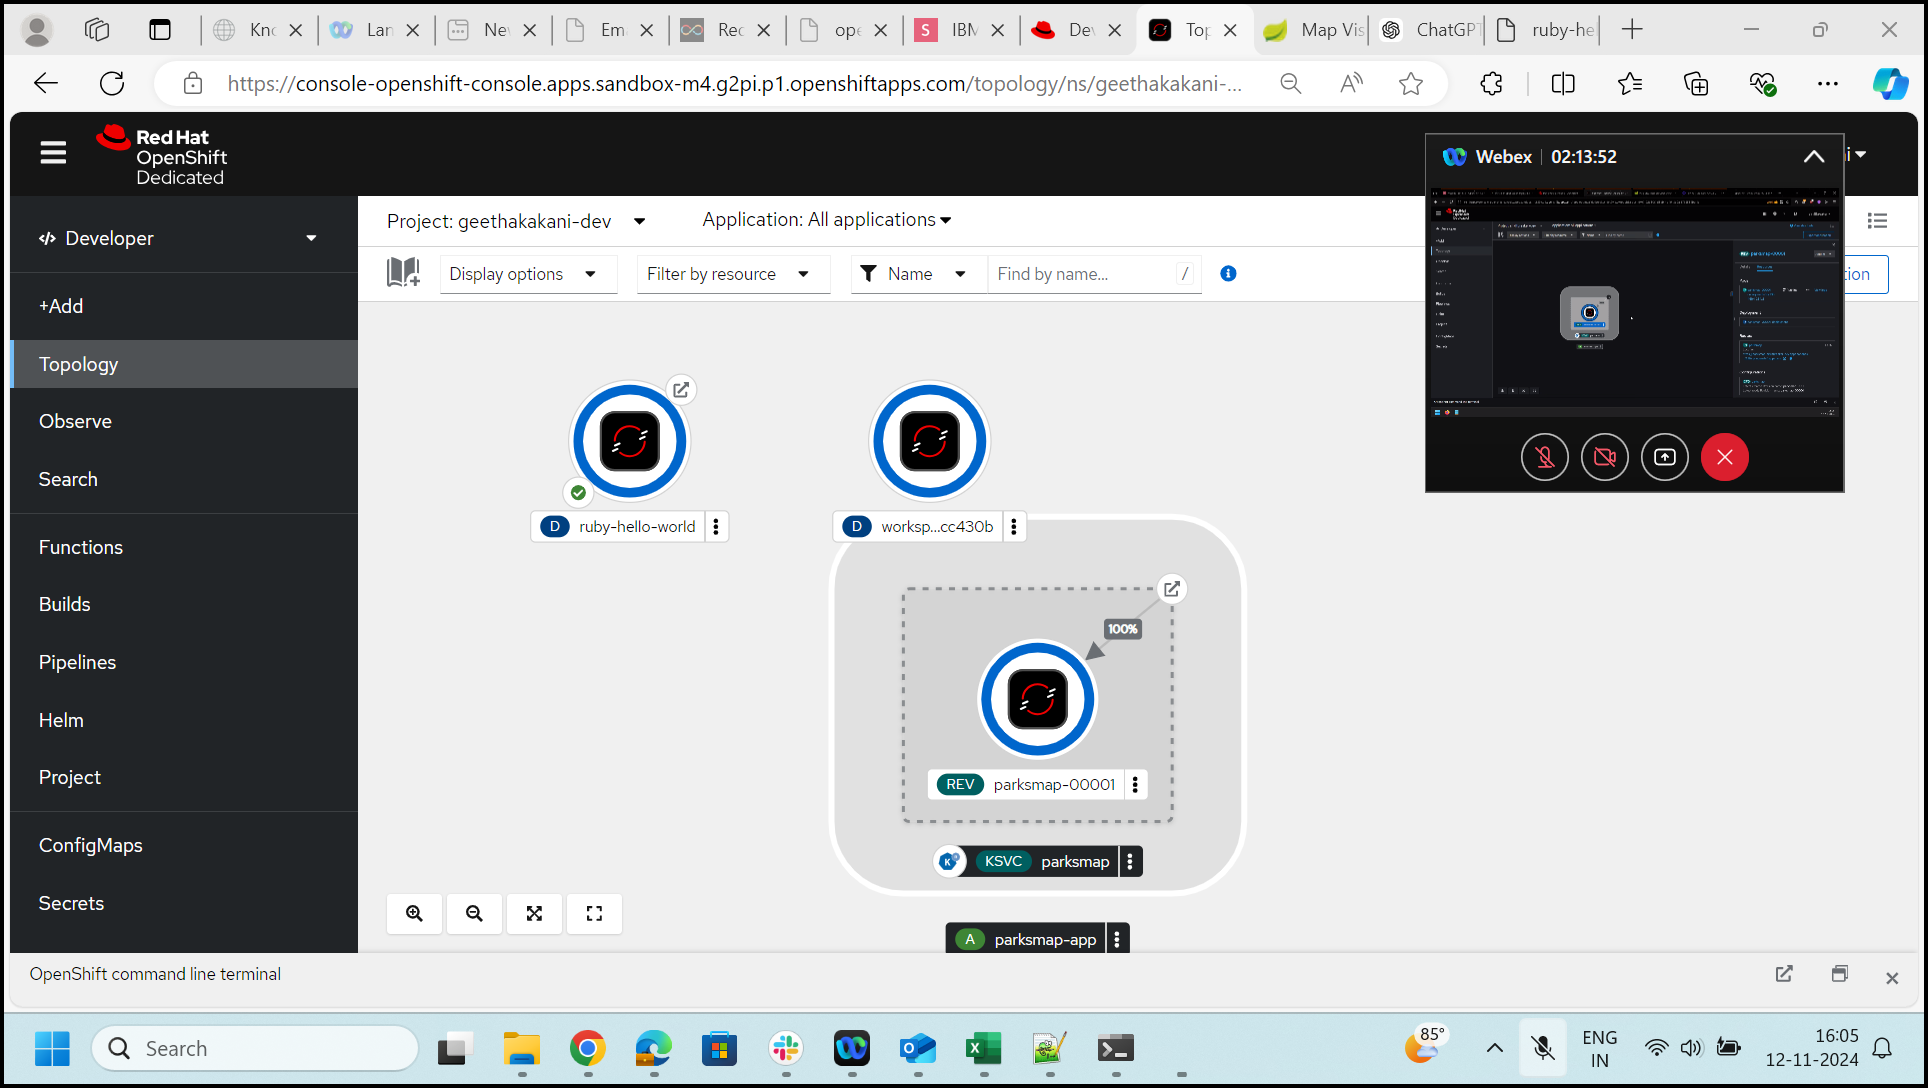 Kno
Lan
Nev
Em
Rec
ope
S
IBM
Dev
Top
Map Vis
ChatGPT
ruby-hel
https://console-openshift-console.apps.sandbox-m4.g2pi.p1.openshiftapps.com/topology/ns/geethakakani-...
Red Hat
OpenShift
Dedicated
Webex | 02:13:52
Developer
Project: geethakakani-dev
Application: All applications
Display options
Filter by resource
Name
Find by name...
/
+Add
Topology
Observe
Search
Functions
Builds
Pipelines
Helm
Project
ConfigMaps
Secrets
D ruby-hello-world
D worksp...cc430b
100%
REV parksmap-00001
KSVC parksmap
A parksmap-app
OpenShift command line terminal
Search
85°
ENG
IN
16:05
12-11-2024